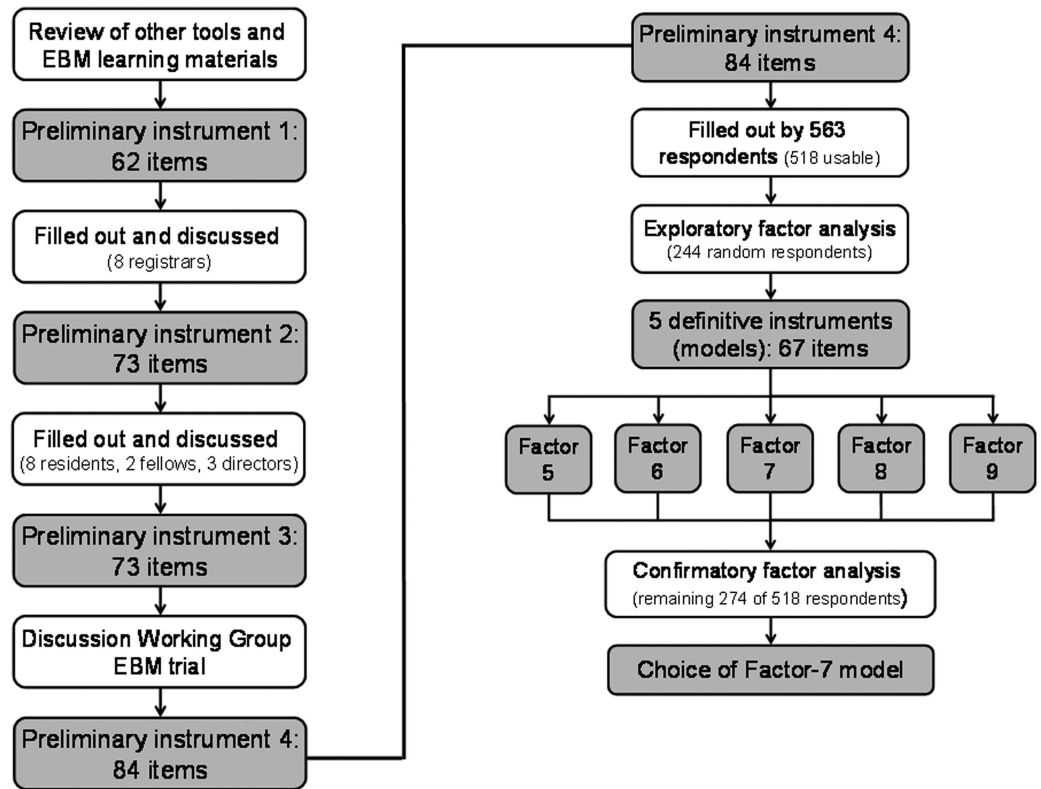 Review of other tools and
EBM learning materials
Preliminary instrument 1:
62 items
Filled out and discussed
(8 registrars)
Preliminary instrument 2:
73 items
Filled out and discussed
(8 residents, 2 fellows, 3 directors)
Preliminary instrument 3:
73 items
Discussion Working Group
EBM trial
Preliminary instrument 4:
84 items
Preliminary instrument 4:
84 items
Filled out by 563
respondents (518 usable)
Exploratory factor analysis
(244 random respondents)
5 definitive instruments
(models): 67 items
Factor
5
Factor
6
Factor
7
Factor
8
Factor
9
Confirmatory factor analysis
(remaining 274 of 518 respondents)
Choice of Factor-7 model